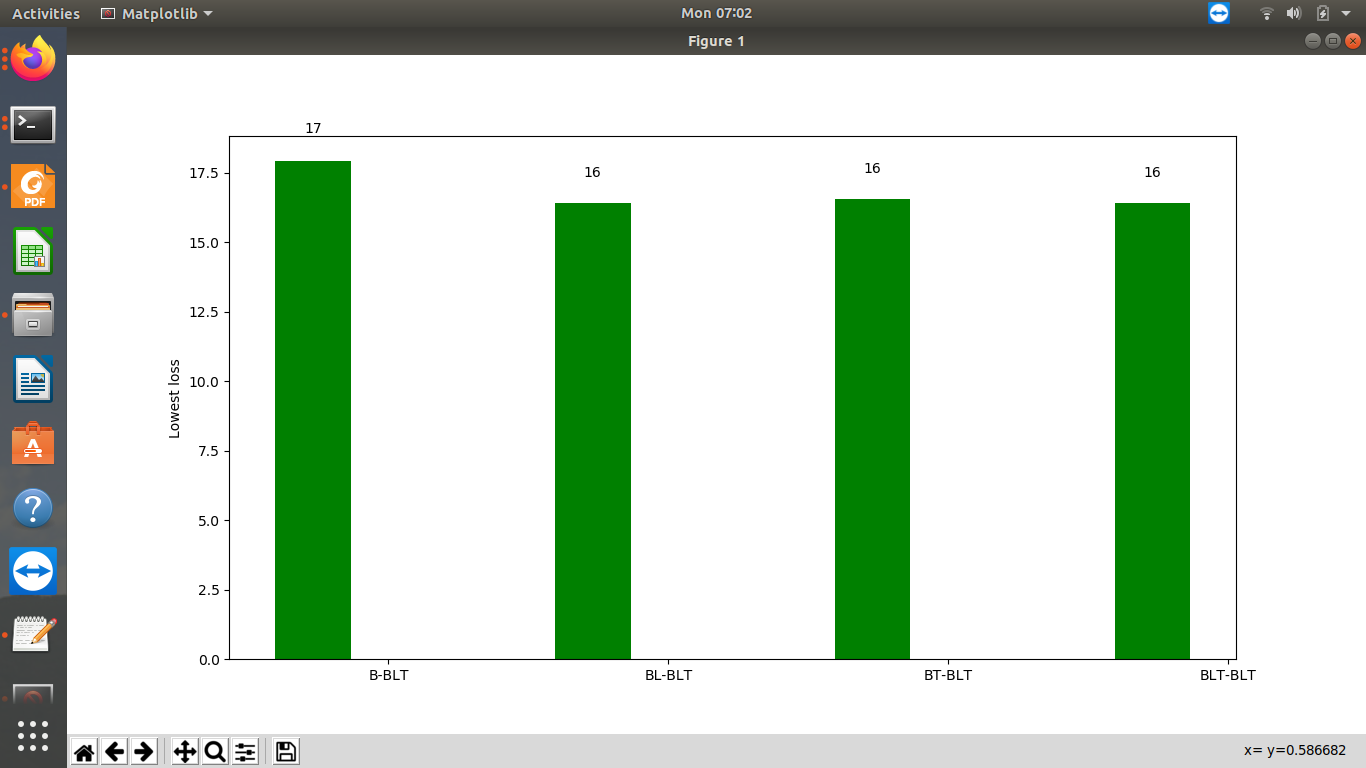 Activities Matplotlib Mon 07:02
Figure 1
17
16 16 16
17.5
15.0
12.5
10.0
7.5
5.0
2.5
0.0
Lowest loss
B-BLT BL-BLT BT-BLT BLT-BLT
PDF
x= y=0.586682